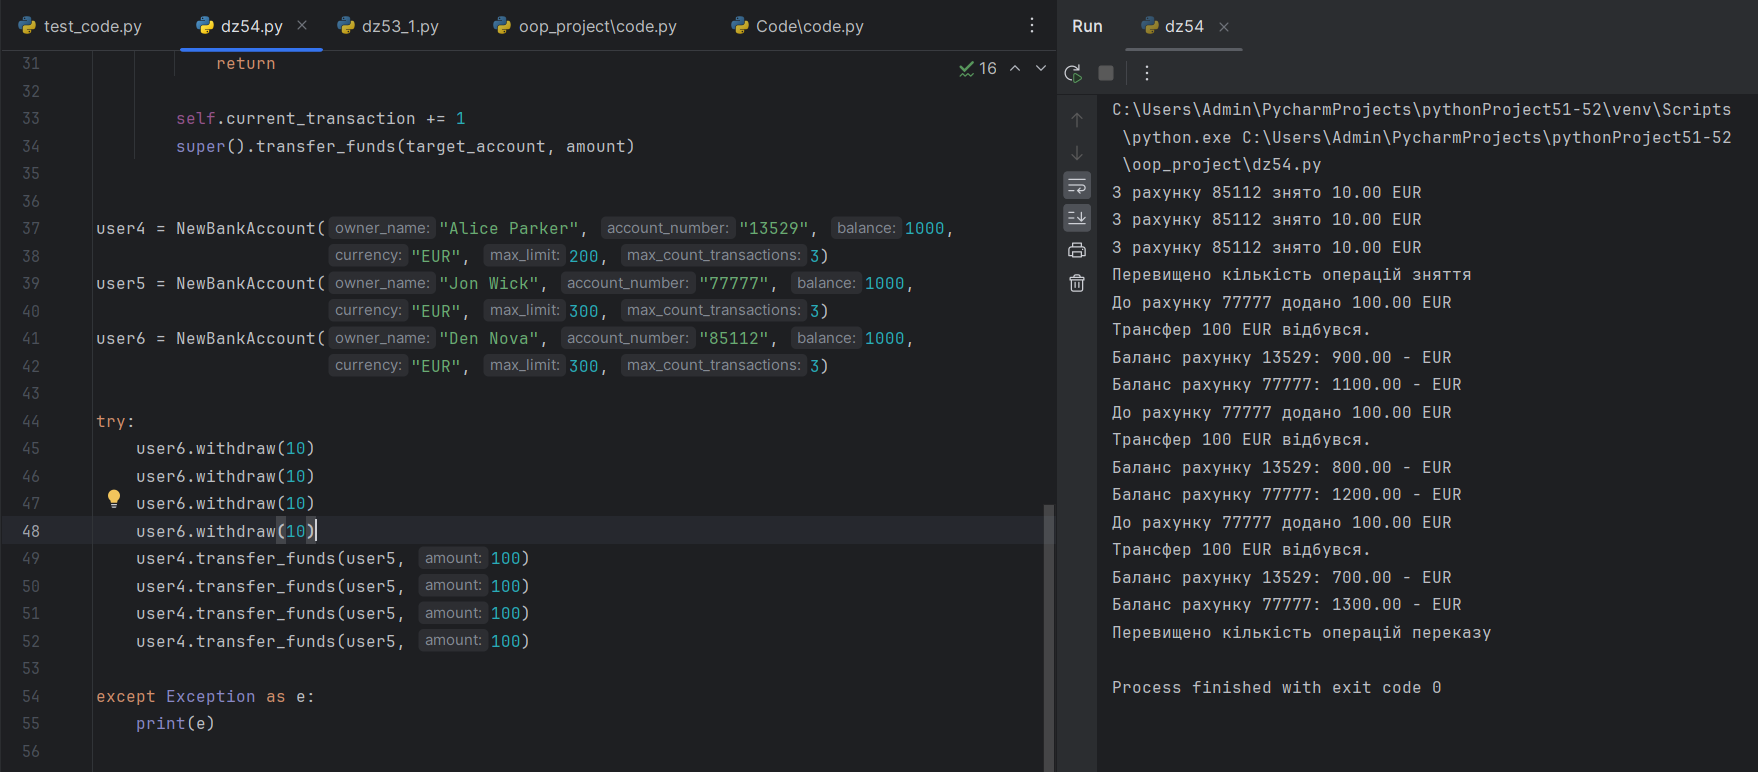 test_code.py dz54.py dz53_1.py oop_project\code.py Code\code.py
16
31 return
32
33 self.current_transaction += 1
34 super().transfer_funds(target_account, amount)
35
36
37 user4 = NewBankAccount( owner_name: "Alice Parker", account_number: "13529", balance: 1000,
38 currency: "EUR", max_limit: 200, max_count_transactions: 3)
39 user5 = NewBankAccount( owner_name: "Jon Wick", account_number: "77777", balance: 1000,
40 currency: "EUR", max_limit: 300, max_count_transactions: 3)
41 user6 = NewBankAccount( owner_name: "Den Nova", account_number: "85112", balance: 1000,
42 currency: "EUR", max_limit: 300, max_count_transactions: 3)
43
44 try:
45 user6.withdraw(10)
46 user6.withdraw(10)
47 user6.withdraw(10)
48 user6.withdraw(10)
49 user4.transfer_funds(user5, amount: 100)
50 user4.transfer_funds(user5, amount: 100)
51 user4.transfer_funds(user5, amount: 100)
52 user4.transfer_funds(user5, amount: 100)
53
54 except Exception as e:
55 print(e)
56
Run dz54
C:\Users\Admin\PycharmProjects\pythonProject51-52\venv\Scripts
\python.exe C:\Users\Admin\PycharmProjects\pythonProject51-52
\oop_project\dz54.py
З рахунку 85112 знято 10.00 EUR
З рахунку 85112 знято 10.00 EUR
З рахунку 85112 знято 10.00 EUR
Перевищено кількість операцій зняття
До рахунку 77777 додано 100.00 EUR
Трансфер 100 EUR відбувся.
Баланс рахунку 13529: 900.00 - EUR
Баланс рахунку 77777: 1100.00 - EUR
До рахунку 77777 додано 100.00 EUR
Трансфер 100 EUR відбувся.
Баланс рахунку 13529: 800.00 - EUR
Баланс рахунку 77777: 1200.00 - EUR
До рахунку 77777 додано 100.00 EUR
Трансфер 100 EUR відбувся.
Баланс рахунку 13529: 700.00 - EUR
Баланс рахунку 77777: 1300.00 - EUR
Перевищено кількість операцій переказу
Process finished with exit code 0